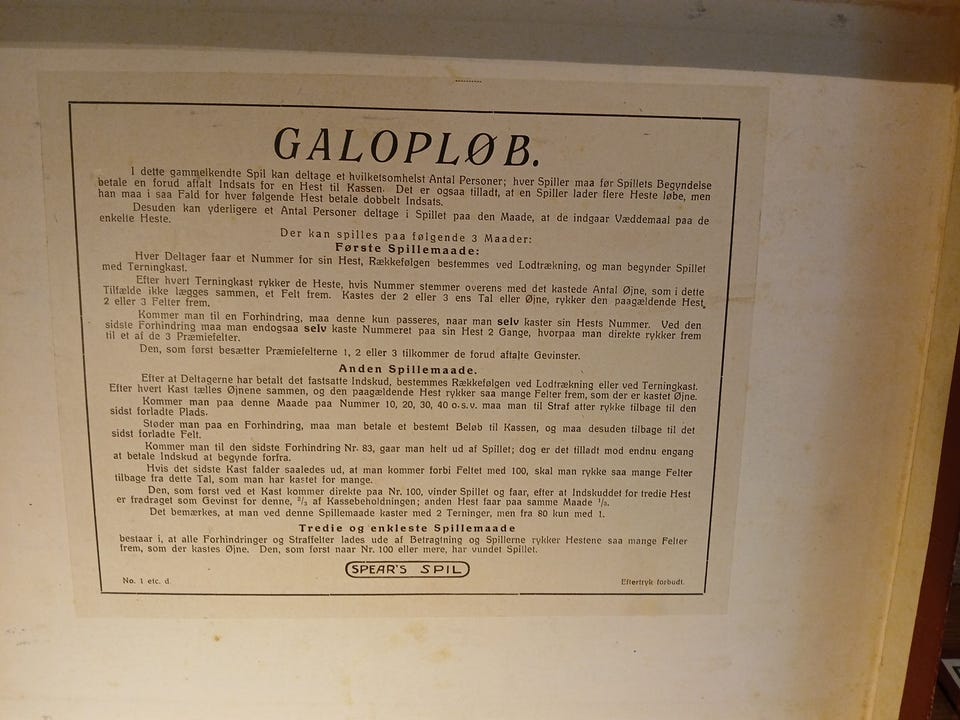 GALOPLØB.
I dette gammelkendte Spil kan deltage et hvilketsomhelst Antal Personer; hver Spiller maa før Spillets Begyndelse
betale en forud aftalt Indsats for en Hest til Kassen. Det er ogsaa tilladt, at en Spiller lader flere Heste løbe, men
han maa i saa Fald for hver følgende Hest betale dobbelt Indsats.
Desuden kan yderligere et Antal Personer deltage i Spillet paa den Maade, at de indgaar Væddemaal paa de
enkelte Heste.
Der kan spilles paa følgende 3 Maader:
Første Spillemaade:
Hver Deltager faar et Nummer for sin Hest, Rækkefølgen bestemmes ved Lodtrækning, og man begynder Spillet
med Terningkast.
Efter hvert Terningkast rykker de Heste, hvis Nummer stemmer overens med det kastede Antal Øjne, som i dette
Tilfælde ikke lægges sammen, et Felt frem. Kastes der 2 eller 3 ens Tal eller Øjne, rykker den paagældende Hest
2 eller 3 Felter frem.
Kommer man til en Forhindring, maa denne kun passeres, naar man selv kaster sin Hests Nummer. Ved den
sidste Forhindring maa man endogsaa selv kaste Nummeret paa sin Hest 2 Gange, hvorpaa man direkte rykker frem
til et af de 3 Præmiefelter.
Den, som først besætter Præmiefelterne 1, 2 eller 3 tilkommer de forud aftalte Gevinster.
Anden Spillemaade.
Efter at Deltagerne har betalt det fastsatte Indskud, bestemmes Rækkefølgen ved Lodtrækning eller ved Terningkast.
Efter hvert Kast tælles Øjnene sammen, og den paagældende Hest rykker saa mange Felter frem, som der er kastet Øjne.
Kommer man paa denne Maade paa Nummer 10, 20, 30, 40 o.s.v. maa man til Straf atter rykke tilbage til den
sidst forladte Plads.
Støder man paa en Forhindring, maa man betale et bestemt Beløb til Kassen, og maa desuden tilbage til det
sidst forladte Felt.
Kommer man til den sidste Forhindring Nr. 83, gaar man helt ud af Spillet; dog er det tilladt mod endnu engang
at betale Indskud at begynde forfra.
Hvis det sidste Kast falder saaledes ud, at man kommer forbi Feltet med 100, skal man rykke saa mange Felter
tilbage fra dette Tal, som man har kastet for mange.
Den, som først ved et Kast kommer direkte paa Nr. 100, vinder Spillet og faar, efter at Indskuddet for tredie Hest
er fradraget som Gevinst for denne, ²/₃ af Kassebeholdningen; anden Hest faar paa samme Maade ¹/₃.
Det bemærkes, at man ved denne Spillemaade kaster med 2 Terninger, men fra 80 kun med 1.
Tredie og enkleste Spillemaade
bestaar i, at alle Forhindringer og Straffelter lades ude af Betragtning og Spillerne rykker Hestene saa mange Felter
frem, som der kastes Øjne. Den, som først naar Nr. 100 eller mere, har vundet Spillet.
SPEAR'S SPIL
No. 1 etc. d.
Eftertryk forbudt.